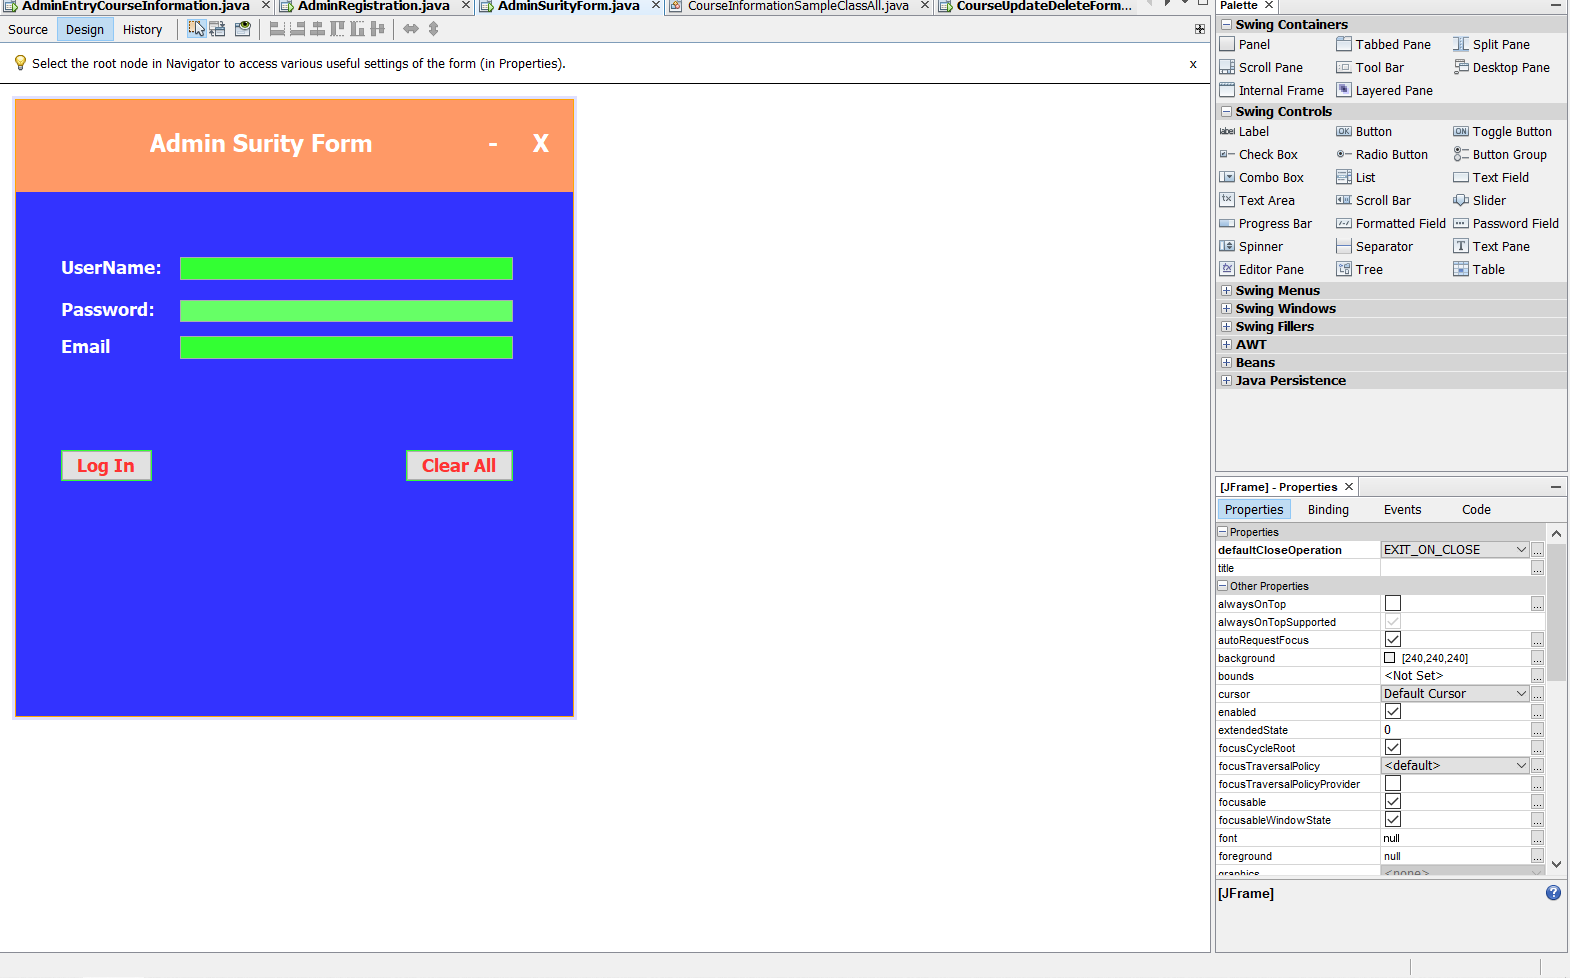 AdminEntryCourseInformation.java
AdminRegistration.java
AdminSurityForm.java
CourseInformationSampleClassAll.java
CourseUpdateDeleteForm...
Source Design History
Select the root node in Navigator to access various useful settings of the form (in Properties).
x
Admin Surity Form - X
UserName:
Password:
Email
Log In Clear All
Palette
Swing Containers
Panel Tabbed Pane Split Pane
Scroll Pane Tool Bar Desktop Pane
Internal Frame Layered Pane
Swing Controls
label Label OK Button ON Toggle Button
Check Box Radio Button Button Group
Combo Box List Text Field
Text Area Scroll Bar Slider
Progress Bar Formatted Field Password Field
Spinner Separator Text Pane
Editor Pane Tree Table
Swing Menus
Swing Windows
Swing Fillers
AWT
Beans
Java Persistence
[JFrame] - Properties
Properties Binding Events Code
Properties
defaultCloseOperation EXIT_ON_CLOSE ...
title ...
Other Properties
alwaysOnTop ...
alwaysOnTopSupported
autoRequestFocus ...
background [240,240,240] ...
bounds <Not Set> ...
cursor Default Cursor ...
enabled ...
extendedState 0 ...
focusCycleRoot ...
focusTraversalPolicy <default> ...
focusTraversalPolicyProvider ...
focusable ...
focusableWindowState ...
font null ...
foreground null ...
graphics <none> ...
[JFrame] ?